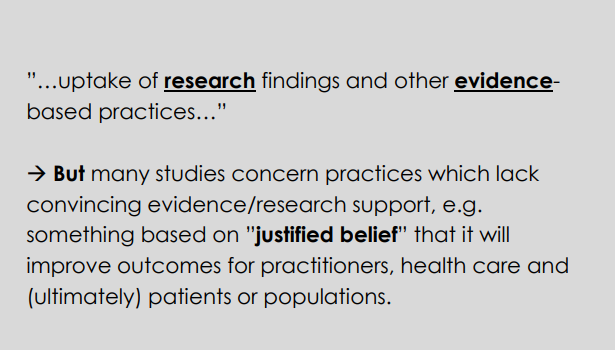 ”…uptake of research findings and other evidence-
based practices…”
→ But many studies concern practices which lack
convincing evidence/research support, e.g.
something based on ”justified belief” that it will
improve outcomes for practitioners, health care and
(ultimately) patients or populations.